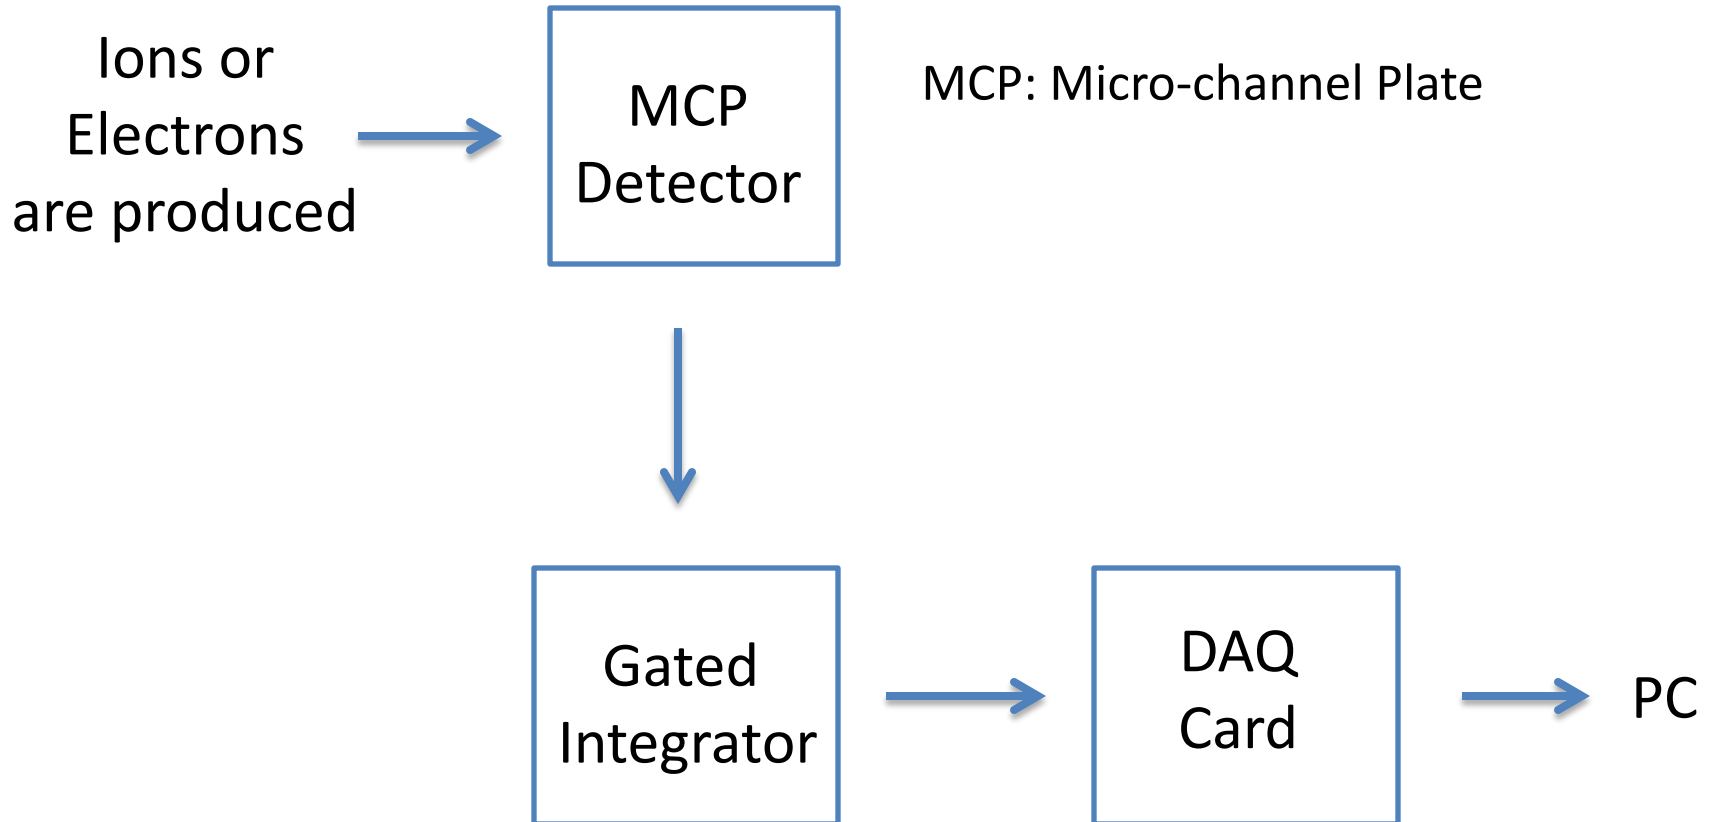 Ions or
Electrons
are produced
MCP
Detector
MCP: Micro-channel Plate
Gated
Integrator
DAQ
Card
PC